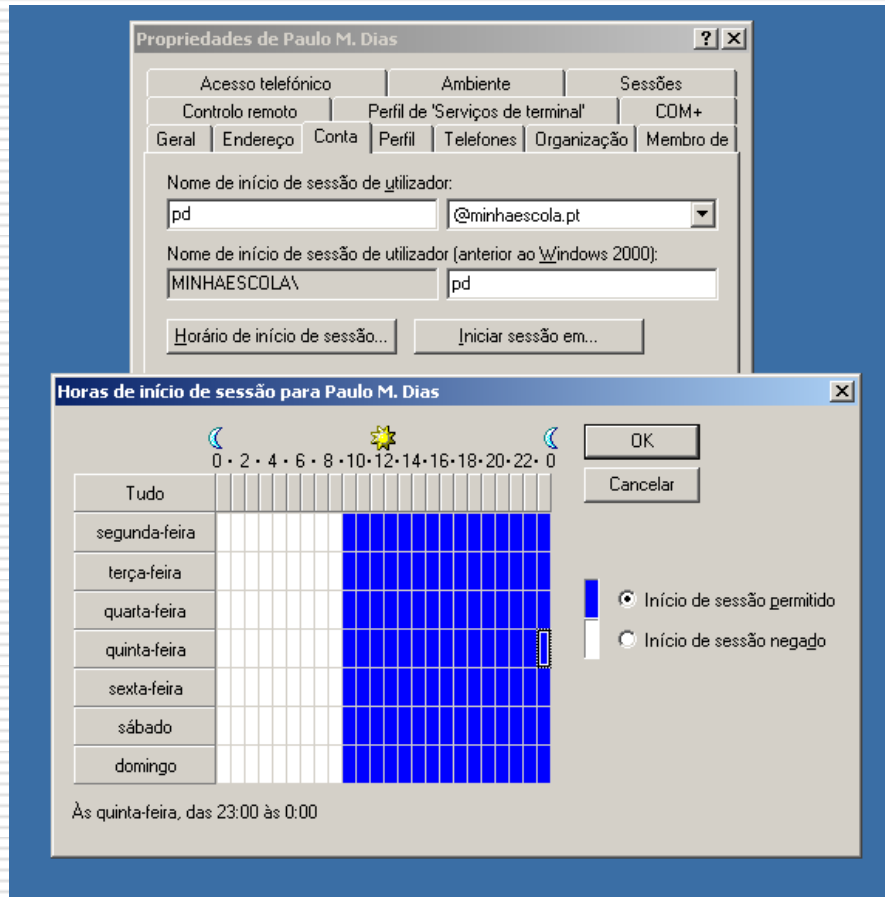 Propriedades de Paulo M. Dias
Acesso telefónico Ambiente Sessões
Controlo remoto Perfil de 'Serviços de terminal' COM+
Geral Endereço Conta Perfil Telefones Organização Membro de
Nome de início de sessão de utilizador:
pd @minhaescola.pt
Nome de início de sessão de utilizador (anterior ao Windows 2000):
MINHAESCOLA\ pd
Horário de início de sessão... Iniciar sessão em...
Horas de início de sessão para Paulo M. Dias
0 · 2 · 4 · 6 · 8 · 10 · 12 · 14 · 16 · 18 · 20 · 22 · 0
OK
Cancelar
Tudo
segunda-feira
terça-feira
quarta-feira
quinta-feira
sexta-feira
sábado
domingo
Início de sessão permitido
Início de sessão negado
Às quinta-feira, das 23:00 às 0:00